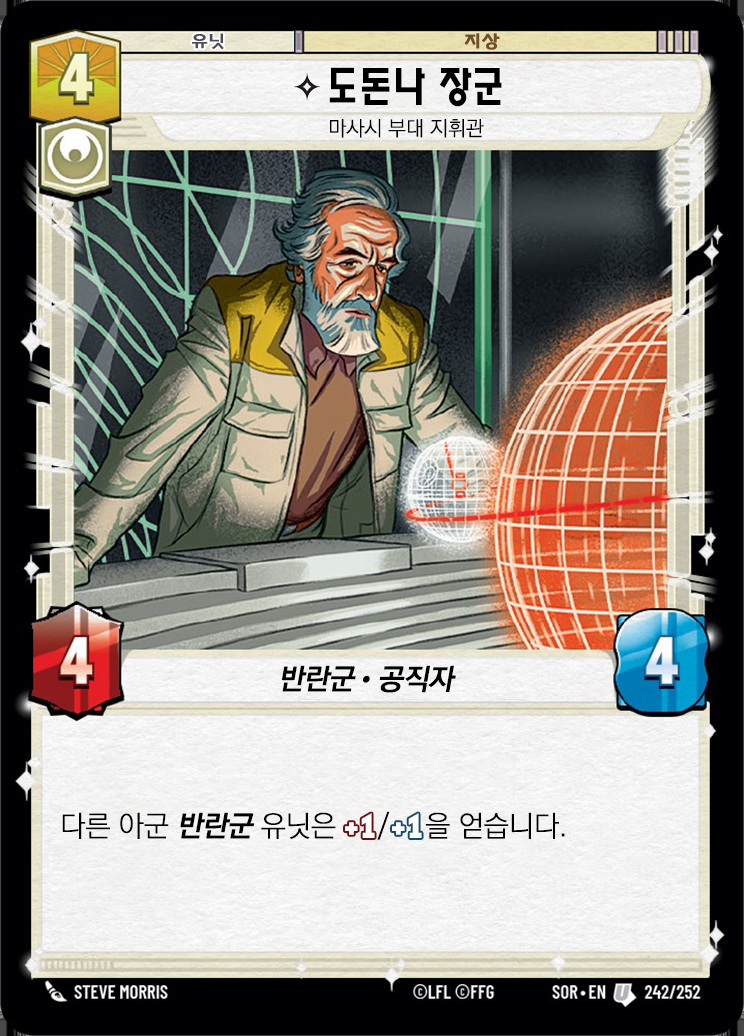 유닛 지상
4
도돈나 장군
마사시 부대 지휘관
4
반란군 • 공직자
4
다른 아군 반란군 유닛은 +1/+1을 얻습니다.
STEVE MORRIS ©LFL ©FFG SOR • EN U 242/252